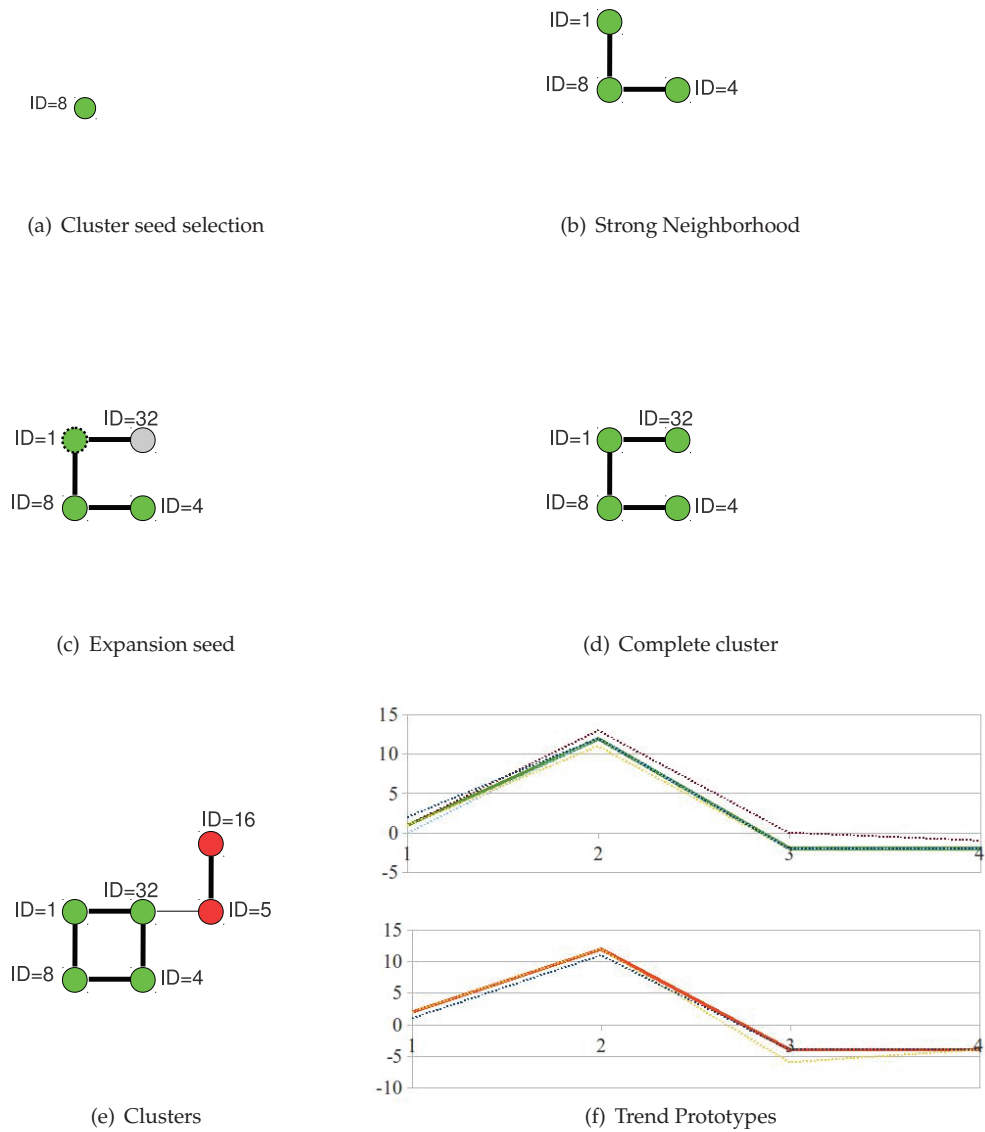 ID=1
ID=8
ID=8
ID=4
(a) Cluster seed selection
(b) Strong Neighborhood
ID=32
ID=1
ID=8
ID=4
ID=32
ID=1
ID=8
ID=4
(c) Expansion seed
(d) Complete cluster
ID=16
ID=32
ID=1
ID=5
ID=8
ID=4
15
10
5
0
-5
1
2
3
4
15
10
5
0
-5
-10
1
2
3
4
(e) Clusters
(f) Trend Prototypes